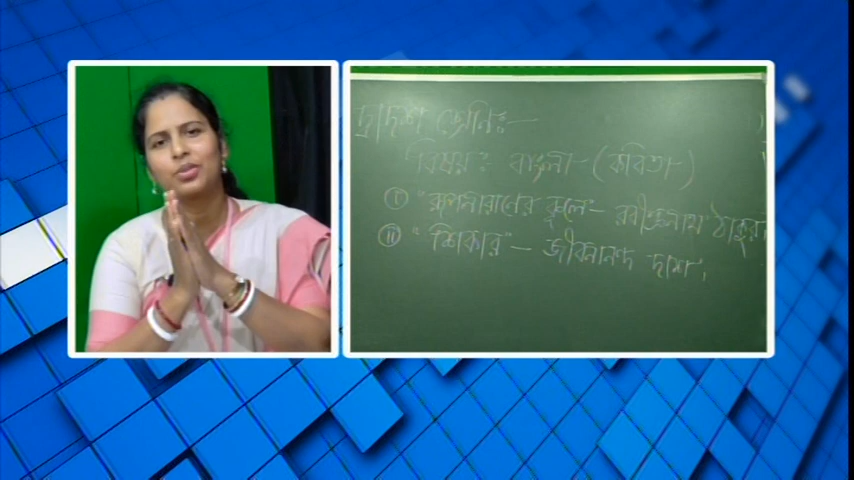 দ্বাদশ শ্রেণিঃ—
বিষয়ঃ বাংলা - (কবিতা)
(i) "রূপনারাণের কূলে"- রবীন্দ্রনাথ ঠাকুর।
(ii) "শিকার" - জীবনানন্দ দাশ।